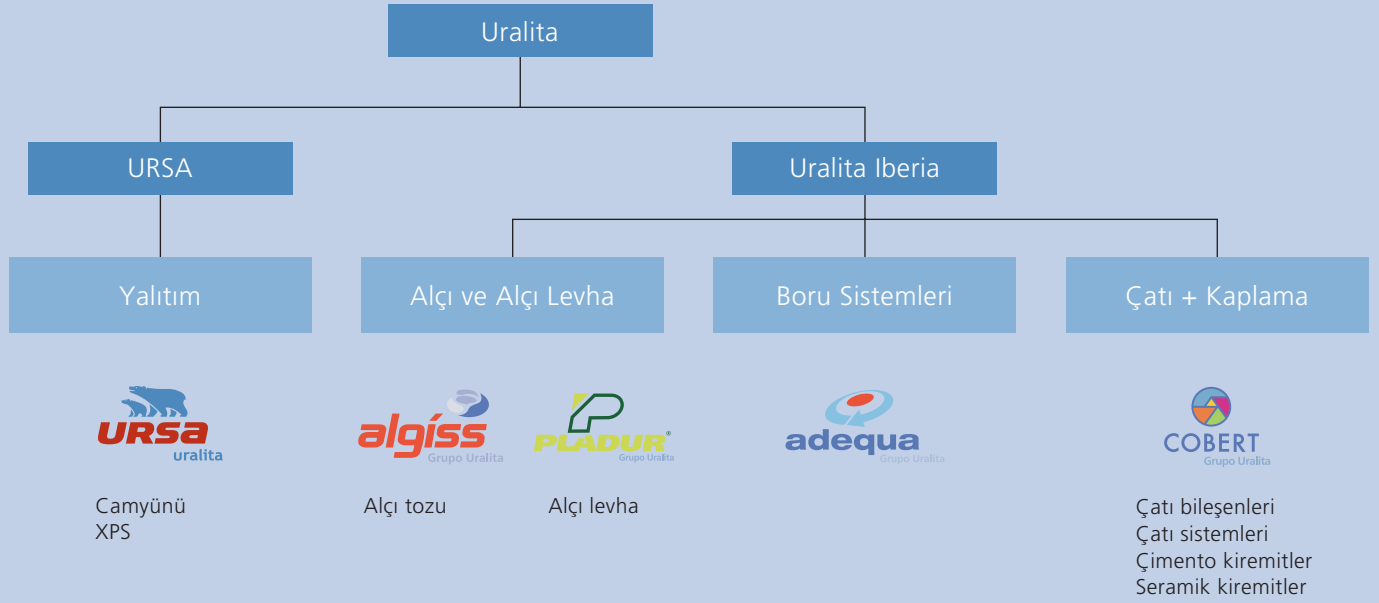 Uralita
URSA
Uralita Iberia
Yalıtım
Alçı ve Alçı Levha
Boru Sistemleri
Çatı + Kaplama
URSA
uralita
algíss
Grupo Uralita
PLADUR®
Grupo Uralita
adequa
Grupo Uralita
COBERT
Grupo Uralita
Camyünü
XPS
Alçı tozu
Alçı levha
Çatı bileşenleri
Çatı sistemleri
Çimento kiremitler
Seramik kiremitler